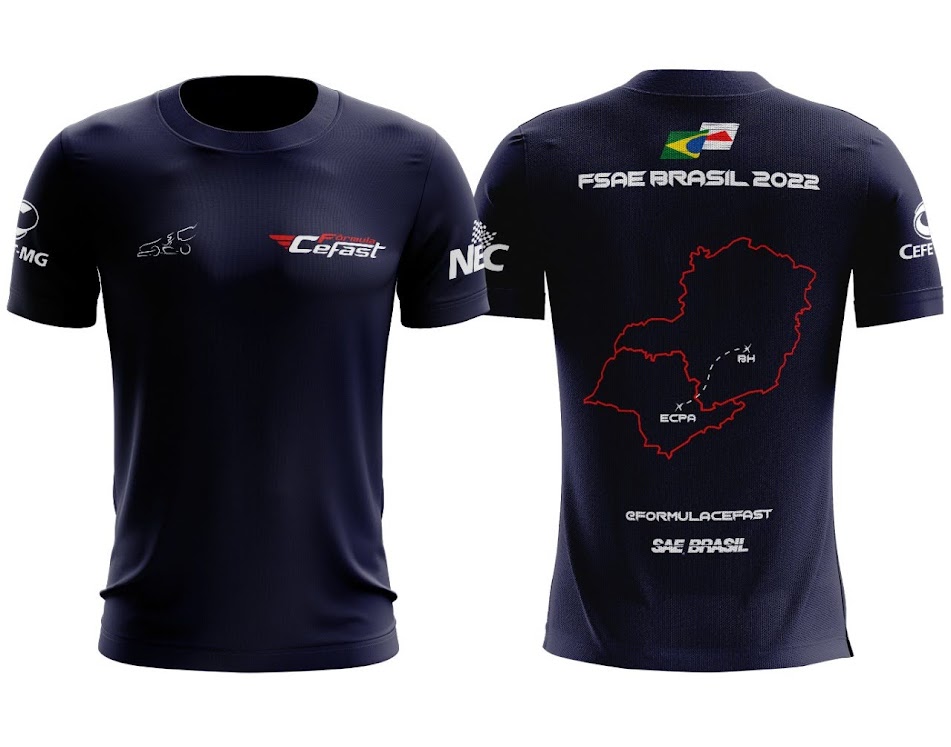 -MG
Fórmula
Cefast
NEC
FSAE BRASIL 2022
CEFE
BH
ECPA
@FORMULACEFAST
SAE BRASIL